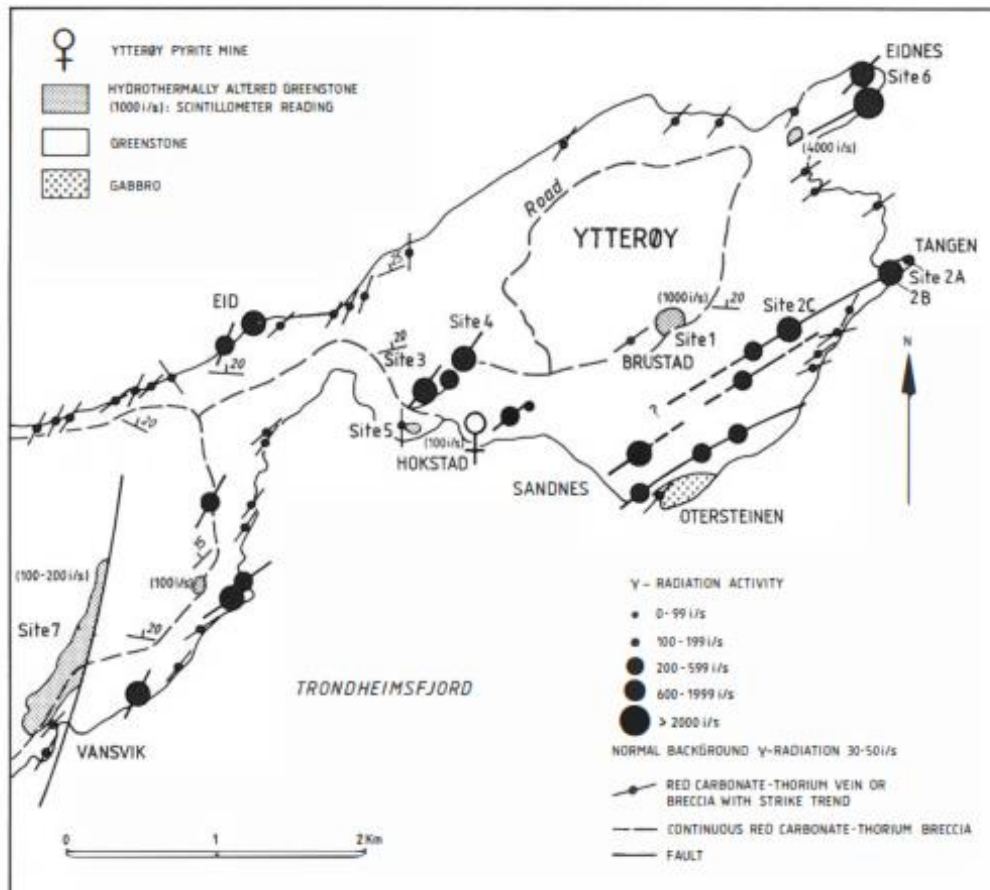 YTTERØY PYRITE MINE
HYDROTHERMALLY ALTERED GREENSTONE
(1000 i/s): SCINTILLOMETER READING
GREENSTONE
GABBRO
EIDNES
Site 6
(4000 i/s)
Road
YTTERØY
TANGEN
Site 2A
2B
EID
25
20
(1000 i/s)
20
Site 2C
Site 1
BRUSTAD
Site 4
20
Site 3
?
N
20
Site 5
(100 i/s)
HOKSTAD
SANDNES
OTERSTEINEN
15
(100-200 i/s)
(100 i/s)
Site 7
20
TRONDHEIMSFJORD
VANSVIK
γ - RADIATION ACTIVITY
0-99 i/s
100-199 i/s
200-599 i/s
600-1999 i/s
> 2000 i/s
NORMAL BACKGROUND γ-RADIATION 30-50 i/s
RED CARBONATE-THORIUM VEIN OR
BRECCIA WITH STRIKE TREND
CONTINUOUS RED CARBONATE-THORIUM BRECCIA
FAULT
0 1 2 Km